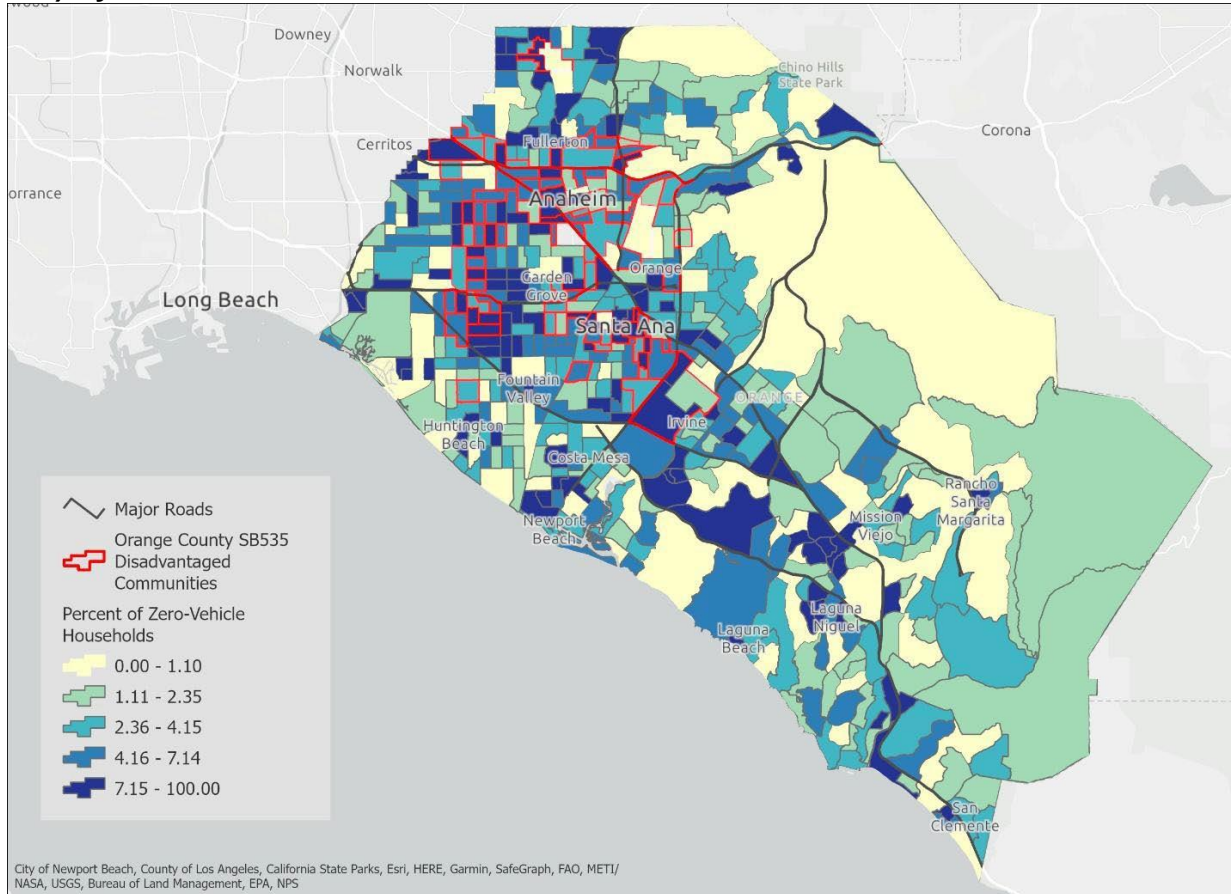 Downey
Norwalk
Chino Hills
State Park
Corona
Cerritos
Fullerton
orrance
Anaheim
Orange
Garden
Grove
Long Beach
Santa Ana
Fountain
Valley
ORANGE
Irvine
Huntington
Beach
Costa Mesa
Rancho
Santa
Margarita
Mission
Viejo
Newport
Beach
Laguna
Niguel
Laguna
Beach
San
Clemente
Major Roads
Orange County SB535
Disadvantaged
Communities
Percent of Zero-Vehicle
Households
0.00 - 1.10
1.11 - 2.35
2.36 - 4.15
4.16 - 7.14
7.15 - 100.00
City of Newport Beach, County of Los Angeles, California State Parks, Esri, HERE, Garmin, SafeGraph, FAO, METI/
NASA, USGS, Bureau of Land Management, EPA, NPS